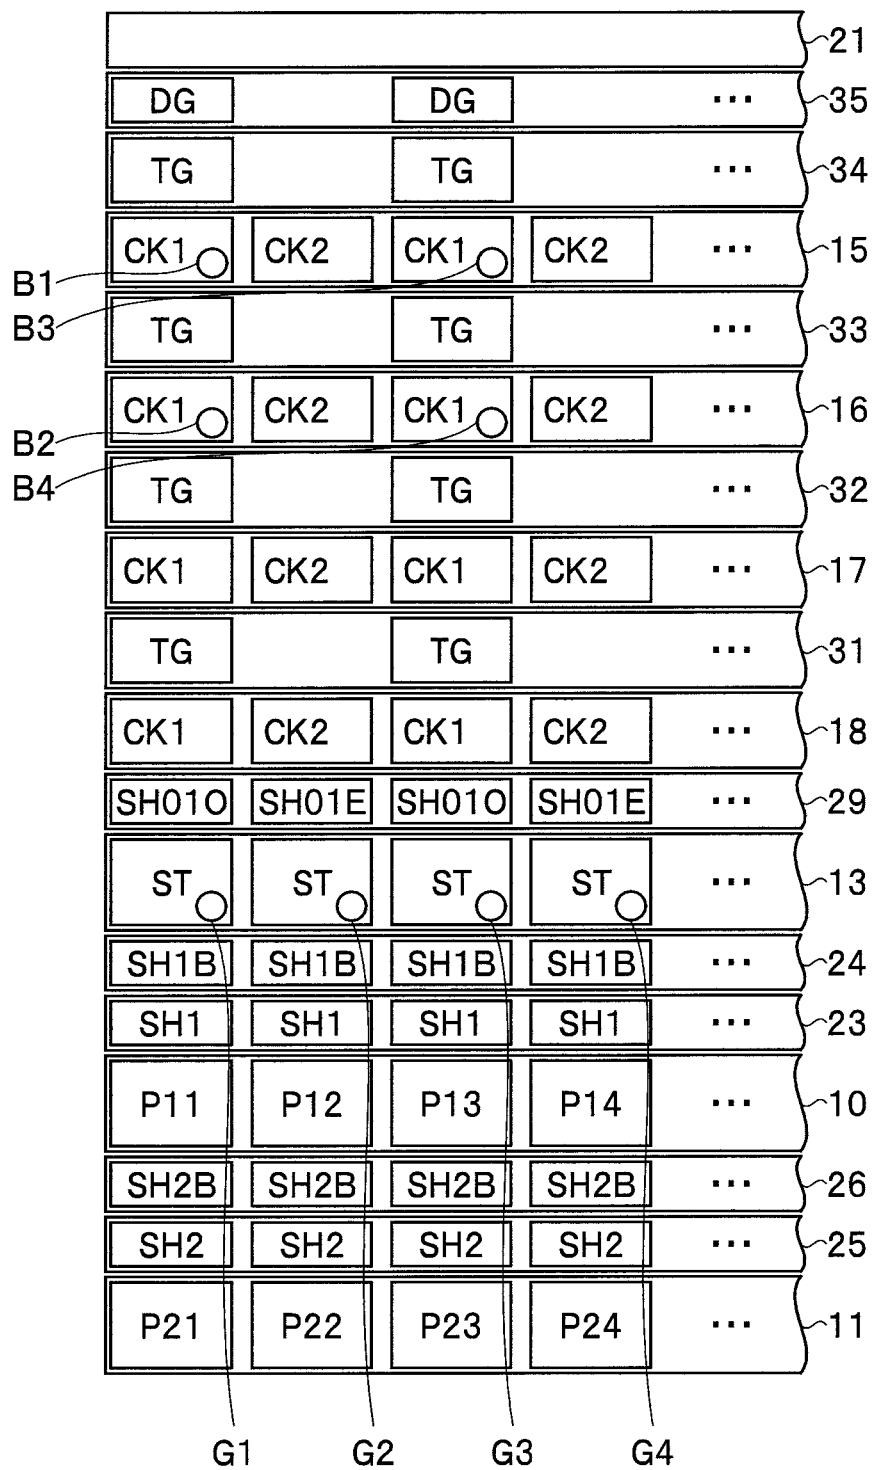 21
DG DG ... 35
TG TG ... 34
CK1 CK2 CK1 CK2 ... 15
B1
B3
TG TG ... 33
CK1 CK2 CK1 CK2 ... 16
B2
B4
TG TG ... 32
CK1 CK2 CK1 CK2 ... 17
TG TG ... 31
CK1 CK2 CK1 CK2 ... 18
SH01O SH01E SH01O SH01E ... 29
ST ST ST ST ... 13
SH1B SH1B SH1B SH1B ... 24
SH1 SH1 SH1 SH1 ... 23
P11 P12 P13 P14 ... 10
SH2B SH2B SH2B SH2B ... 26
SH2 SH2 SH2 SH2 ... 25
P21 P22 P23 P24 ... 11
G1 G2 G3 G4